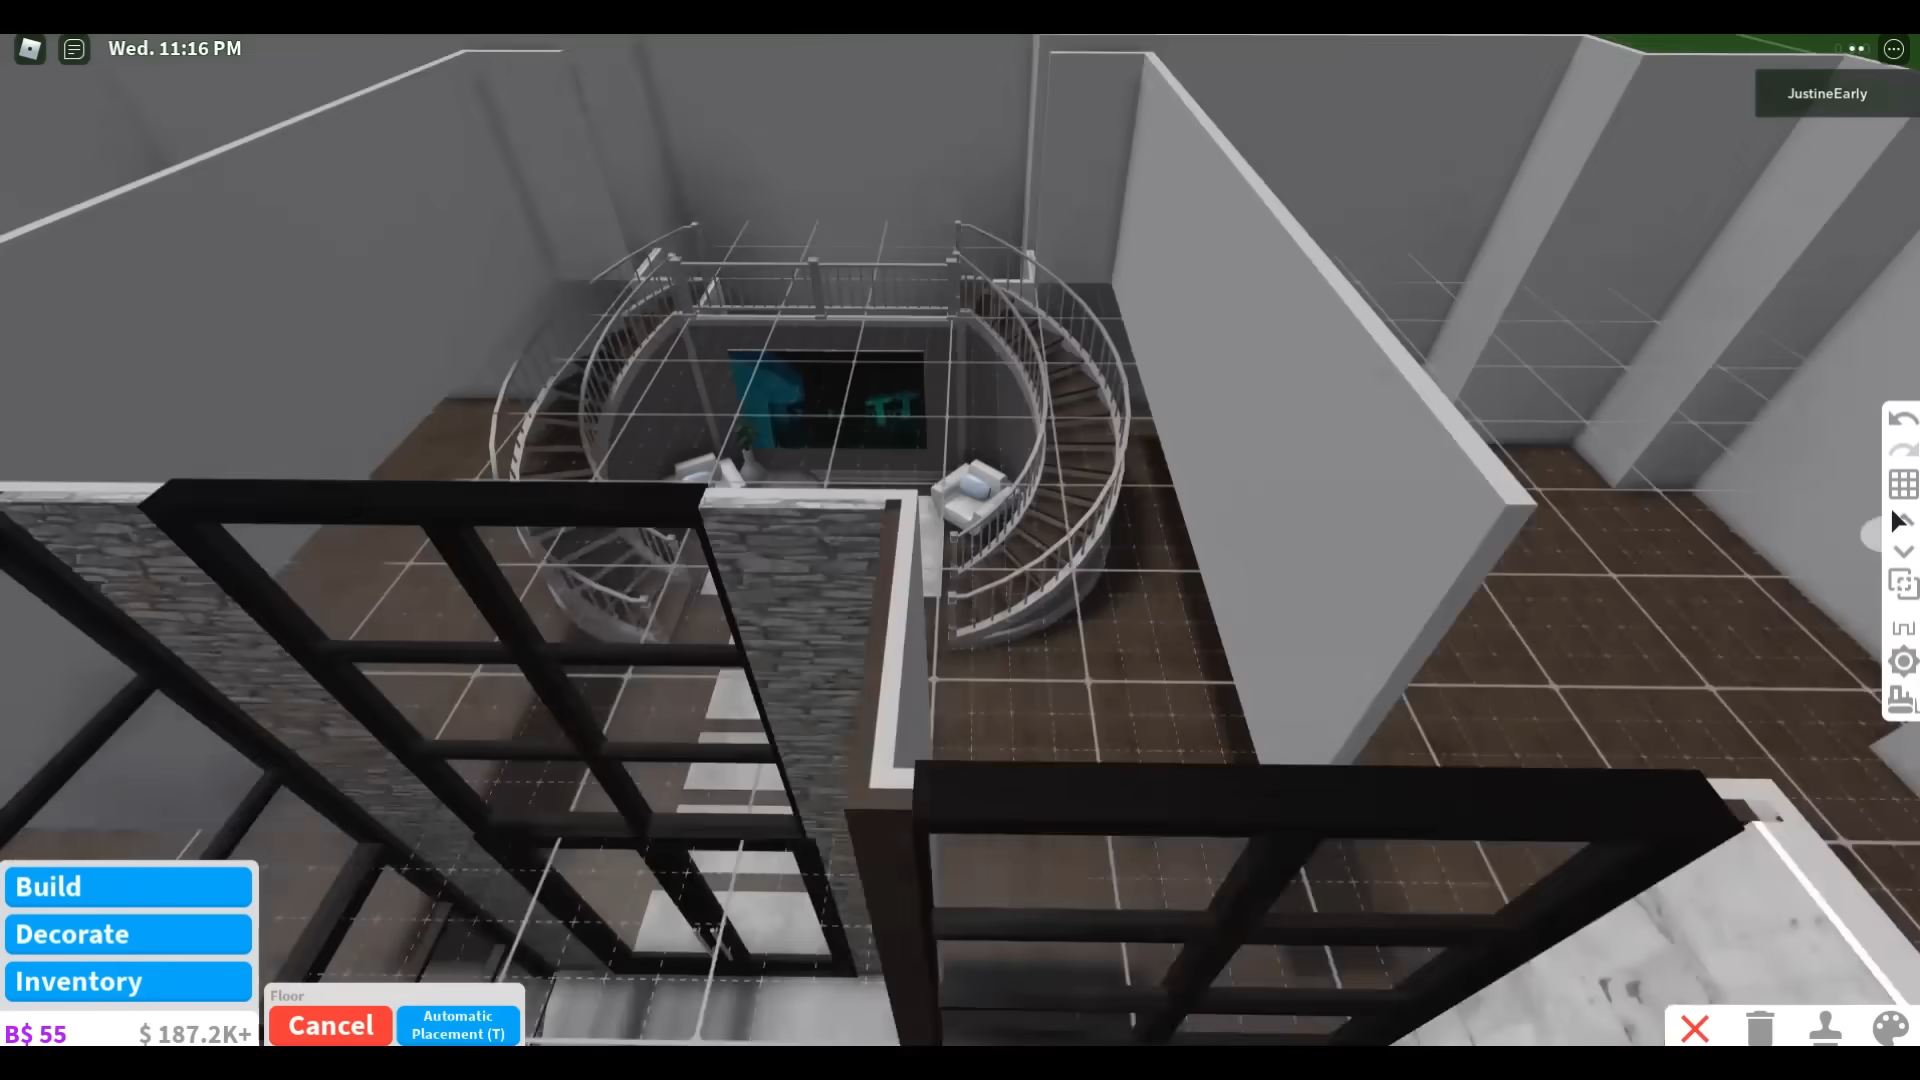 Wed. 11:16 PM
JustineEarly
Build
Decorate
Inventory
B$ 55
$ 187.2K+
Floor
Cancel
Automatic
Placement (T)